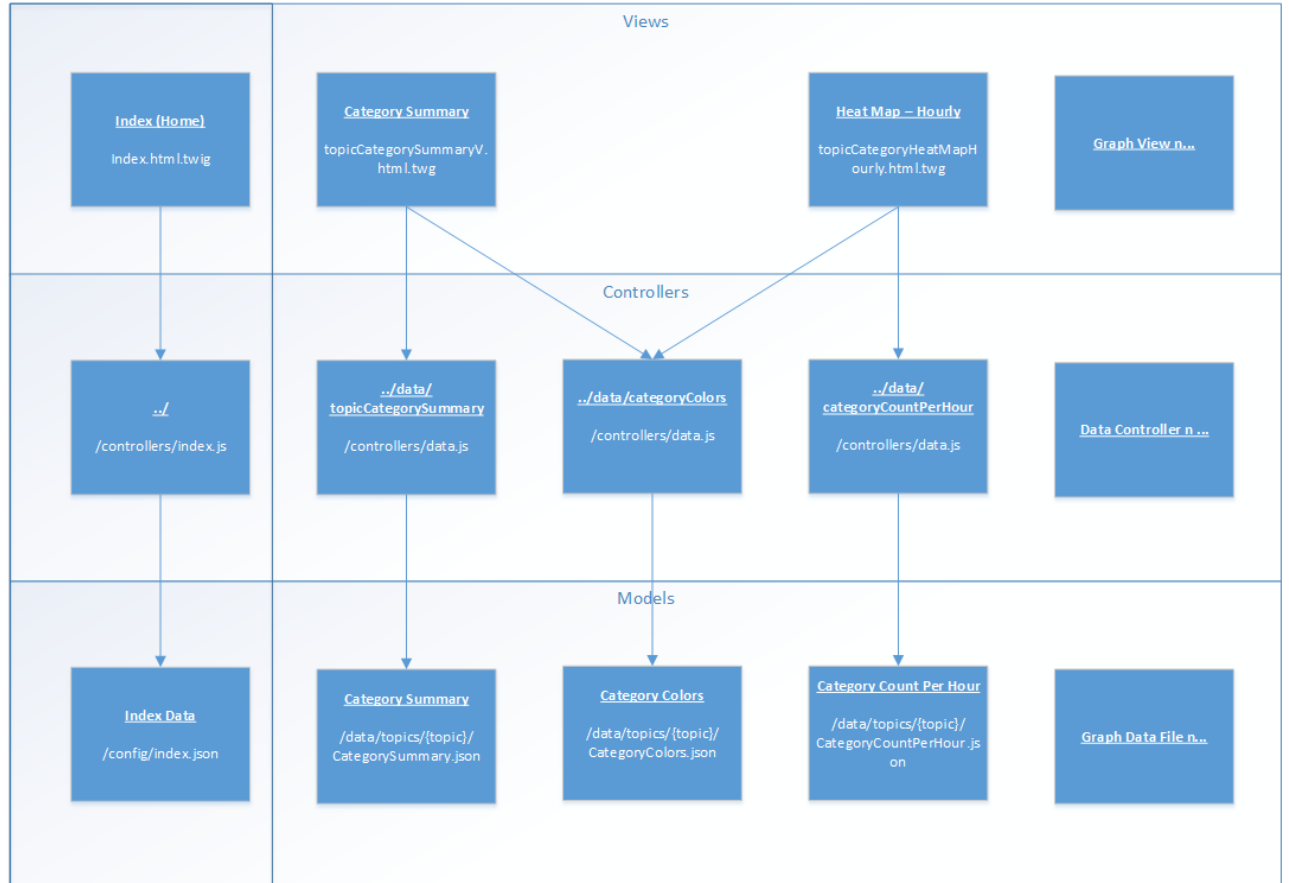 Views
Index (Home)
Index.html.twig
Category Summary
topicCategorySummaryV.
html.twg
Heat Map – Hourly
topicCategoryHeatMapH
ourly.html.twg
Graph View n...
Controllers
../
/controllers/index.js
../data/
topicCategorySummary
/controllers/data.js
../data/categoryColors
/controllers/data.js
../data/
categoryCountPerHour
/controllers/data.js
Data Controller n ...
Models
Index Data
/config/index.json
Category Summary
/data/topics/{topic}/
CategorySummary.json
Category Colors
/data/topics/{topic}/
CategoryColors.json
Category Count Per Hour
/data/topics/{topic}/
CategoryCountPerHour.js
on
Graph Data File n...